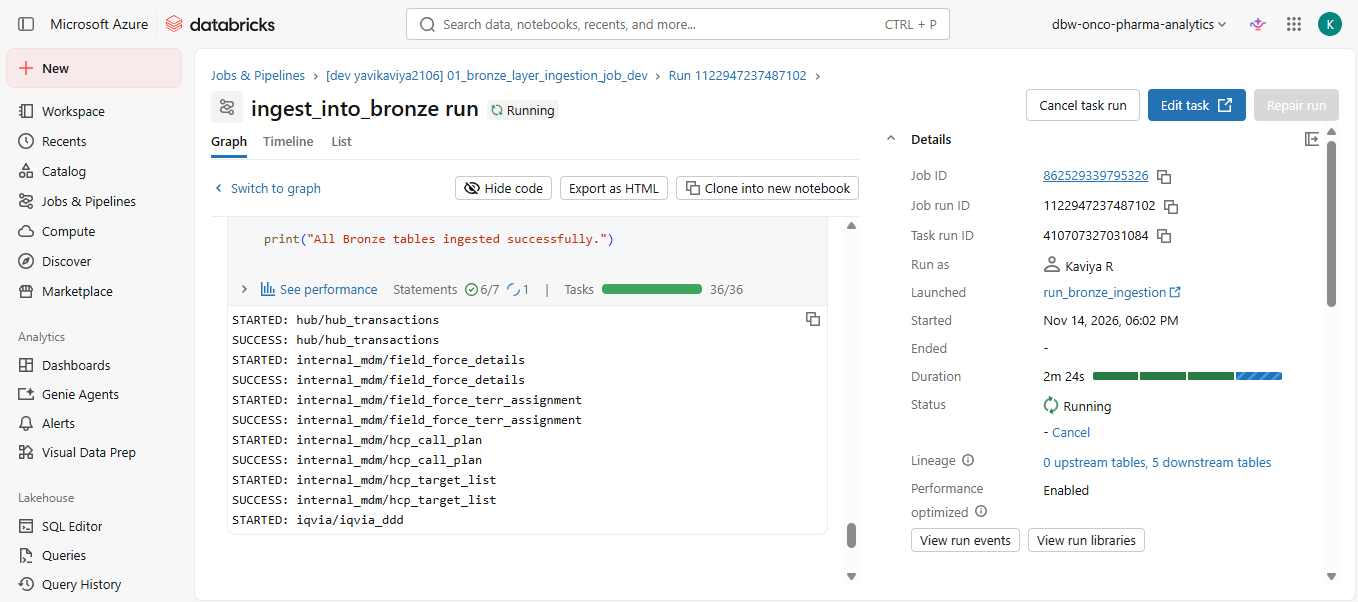 Microsoft Azure
databricks
Search data, notebooks, recents, and more...
CTRL + P
dbw-onco-pharma-analytics
K
New
Workspace
Recents
Catalog
Jobs & Pipelines
Compute
Discover
Marketplace
Analytics
Dashboards
Genie Agents
Alerts
Visual Data Prep
Lakehouse
SQL Editor
Queries
Query History
Jobs & Pipelines › [dev yavikaviya2106] 01_bronze_layer_ingestion_job_dev › Run 1122947237487102 ›
ingest_into_bronze run
Running
Cancel task run
Edit task
Repair run
Graph
Timeline
List
Switch to graph
Hide code
Export as HTML
Clone into new notebook
print("All Bronze tables ingested successfully.")
See performance
Statements 6/7 1 | Tasks 36/36
STARTED: hub/hub_transactions
SUCCESS: hub/hub_transactions
STARTED: internal_mdm/field_force_details
SUCCESS: internal_mdm/field_force_details
STARTED: internal_mdm/field_force_terr_assignment
SUCCESS: internal_mdm/field_force_terr_assignment
STARTED: internal_mdm/hcp_call_plan
SUCCESS: internal_mdm/hcp_call_plan
STARTED: internal_mdm/hcp_target_list
SUCCESS: internal_mdm/hcp_target_list
STARTED: iqvia/iqvia_ddd
Details
Job ID 862529339795326
Job run ID 1122947237487102
Task run ID 410707327031084
Run as Kaviya R
Launched run_bronze_ingestion
Started Nov 14, 2026, 06:02 PM
Ended -
Duration 2m 24s
Status Running
- Cancel
Lineage 0 upstream tables, 5 downstream tables
Performance Enabled
optimized
View run events
View run libraries